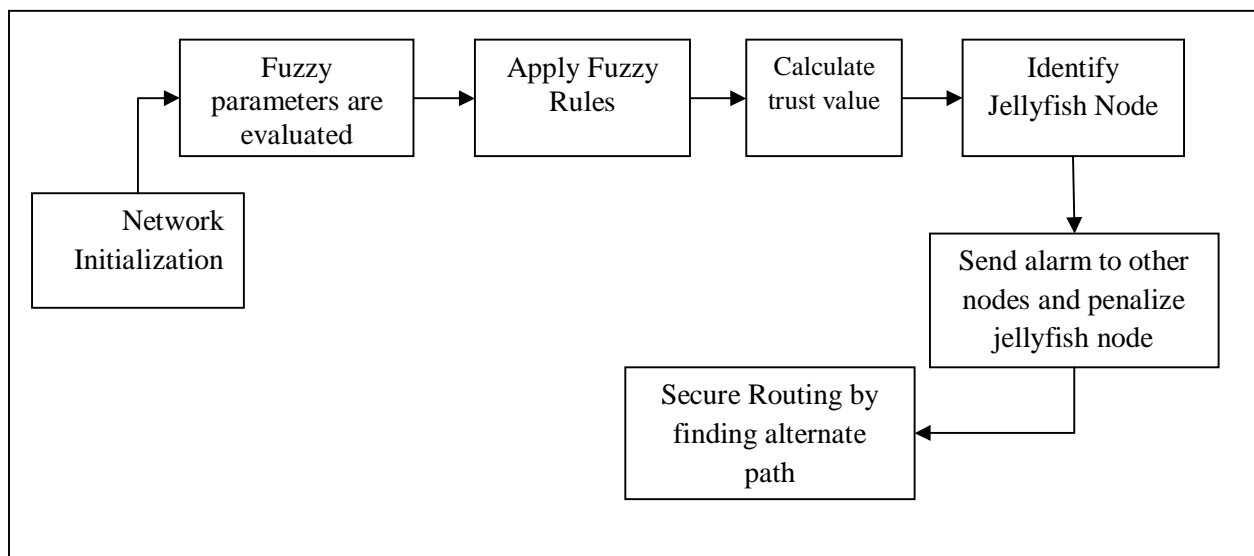 Network
Initialization
Fuzzy
parameters are
evaluated
Apply Fuzzy
Rules
Calculate
trust value
Identify
Jellyfish Node
Send alarm to other
nodes and penalize
jellyfish node
Secure Routing by
finding alternate
path